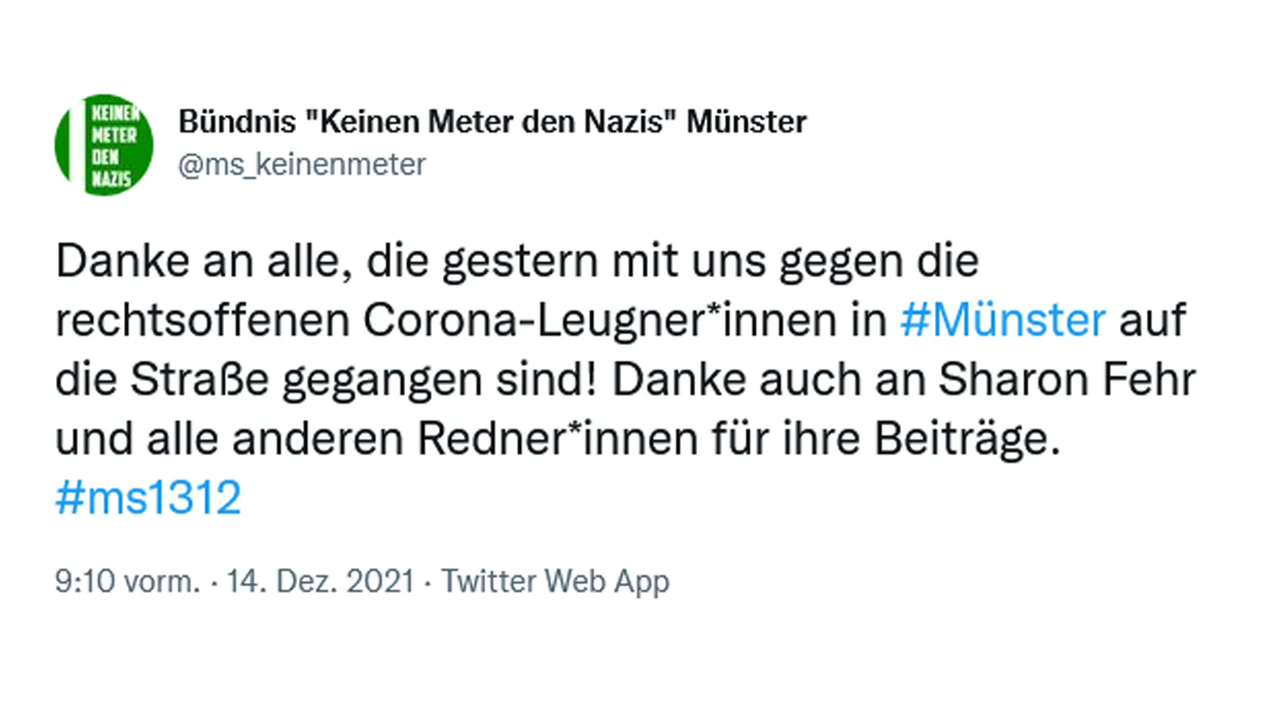 KEINEN
METER
DEN
NAZIS
Bündnis "Keinen Meter den Nazis" Münster
@ms_keinenmeter
Danke an alle, die gestern mit uns gegen die
rechtsoffenen Corona-Leugner*innen in #Münster auf
die Straße gegangen sind! Danke auch an Sharon Fehr
und alle anderen Redner*innen für ihre Beiträge.
#ms1312
9:10 vorm. · 14. Dez. 2021 · Twitter Web App